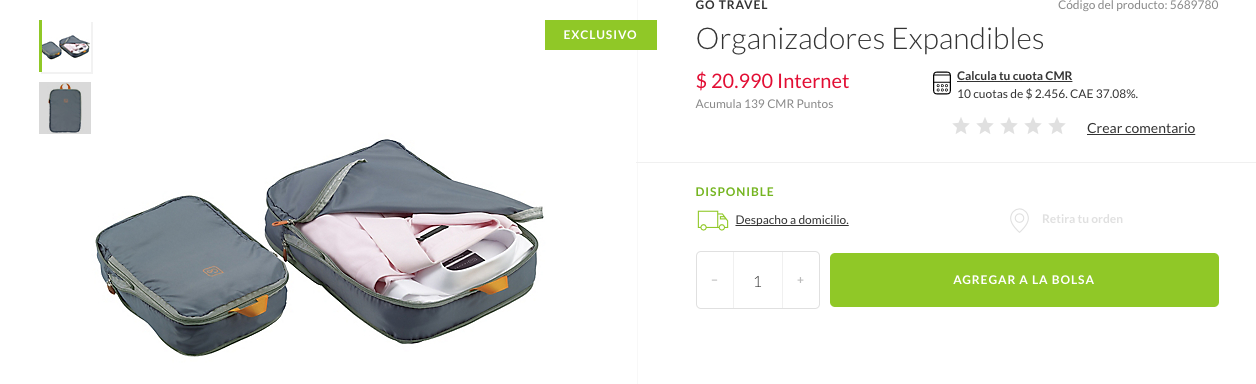 EXCLUSIVO
GO TRAVEL
Código del producto: 5689780
Organizadores Expandibles
$ 20.990 Internet
Acumula 139 CMR Puntos
Calcula tu cuota CMR
10 cuotas de $ 2.456. CAE 37.08%.
Crear comentario
DISPONIBLE
Despacho a domicilio.
Retira tu orden
− 1 +
AGREGAR A LA BOLSA